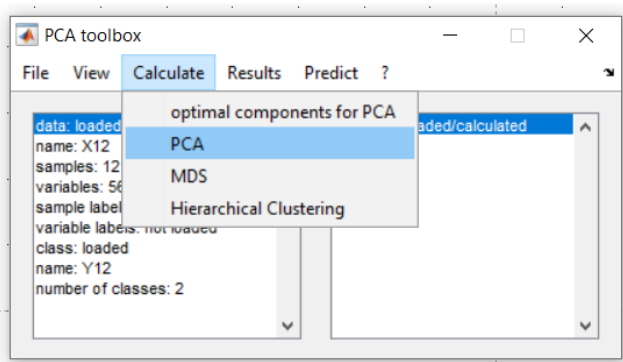 PCA toolbox
File View Calculate Results Predict ?
optimal components for PCA
PCA
MDS
Hierarchical Clustering
data: loaded
name: X12
samples: 12
variables: 56
sample label
variable labels: not loaded
class: loaded
name: Y12
number of classes: 2
aded/calculated